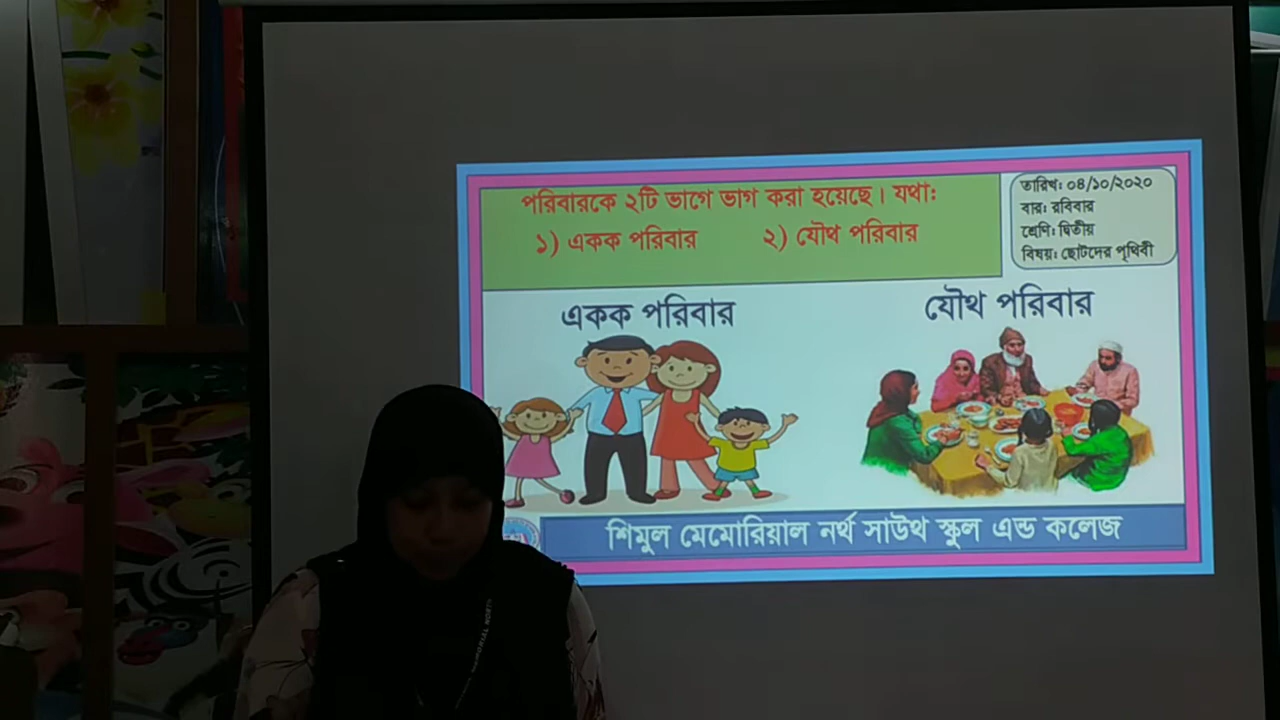 পরিবারকে ২টি ভাগে ভাগ করা হয়েছে। যথা:
১) একক পরিবার ২) যৌথ পরিবার
তারিখ: ০৪/১০/২০২০
বার: রবিবার
শ্রেণি: দ্বিতীয়
বিষয়: ছোটদের পৃথিবী
একক পরিবার
যৌথ পরিবার
শিমুল মেমোরিয়াল নর্থ সাউথ স্কুল এন্ড কলেজ